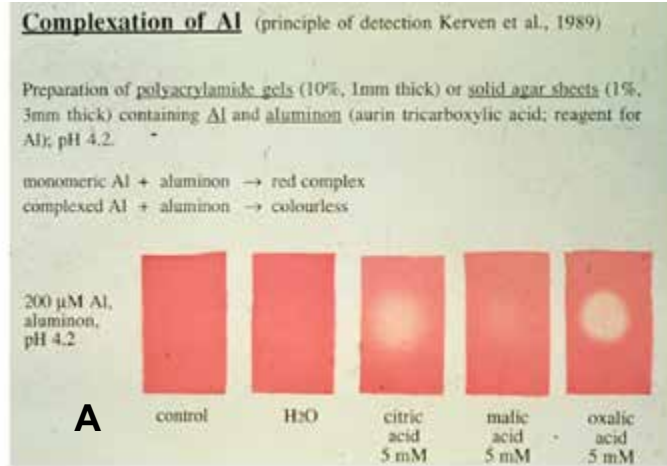 Complexation of Al (principle of detection Kerven et al., 1989)
Preparation of polyacrylamide gels (10%, 1mm thick) or solid agar sheets (1%,
3mm thick) containing Al and aluminon (aurin tricarboxylic acid; reagent for
Al); pH 4.2.
monomeric Al + aluminon → red complex
complexed Al + aluminon → colourless
200 µM Al,
aluminon,
pH 4.2
A
control H2O citric acid 5 mM malic acid 5 mM oxalic acid 5 mM